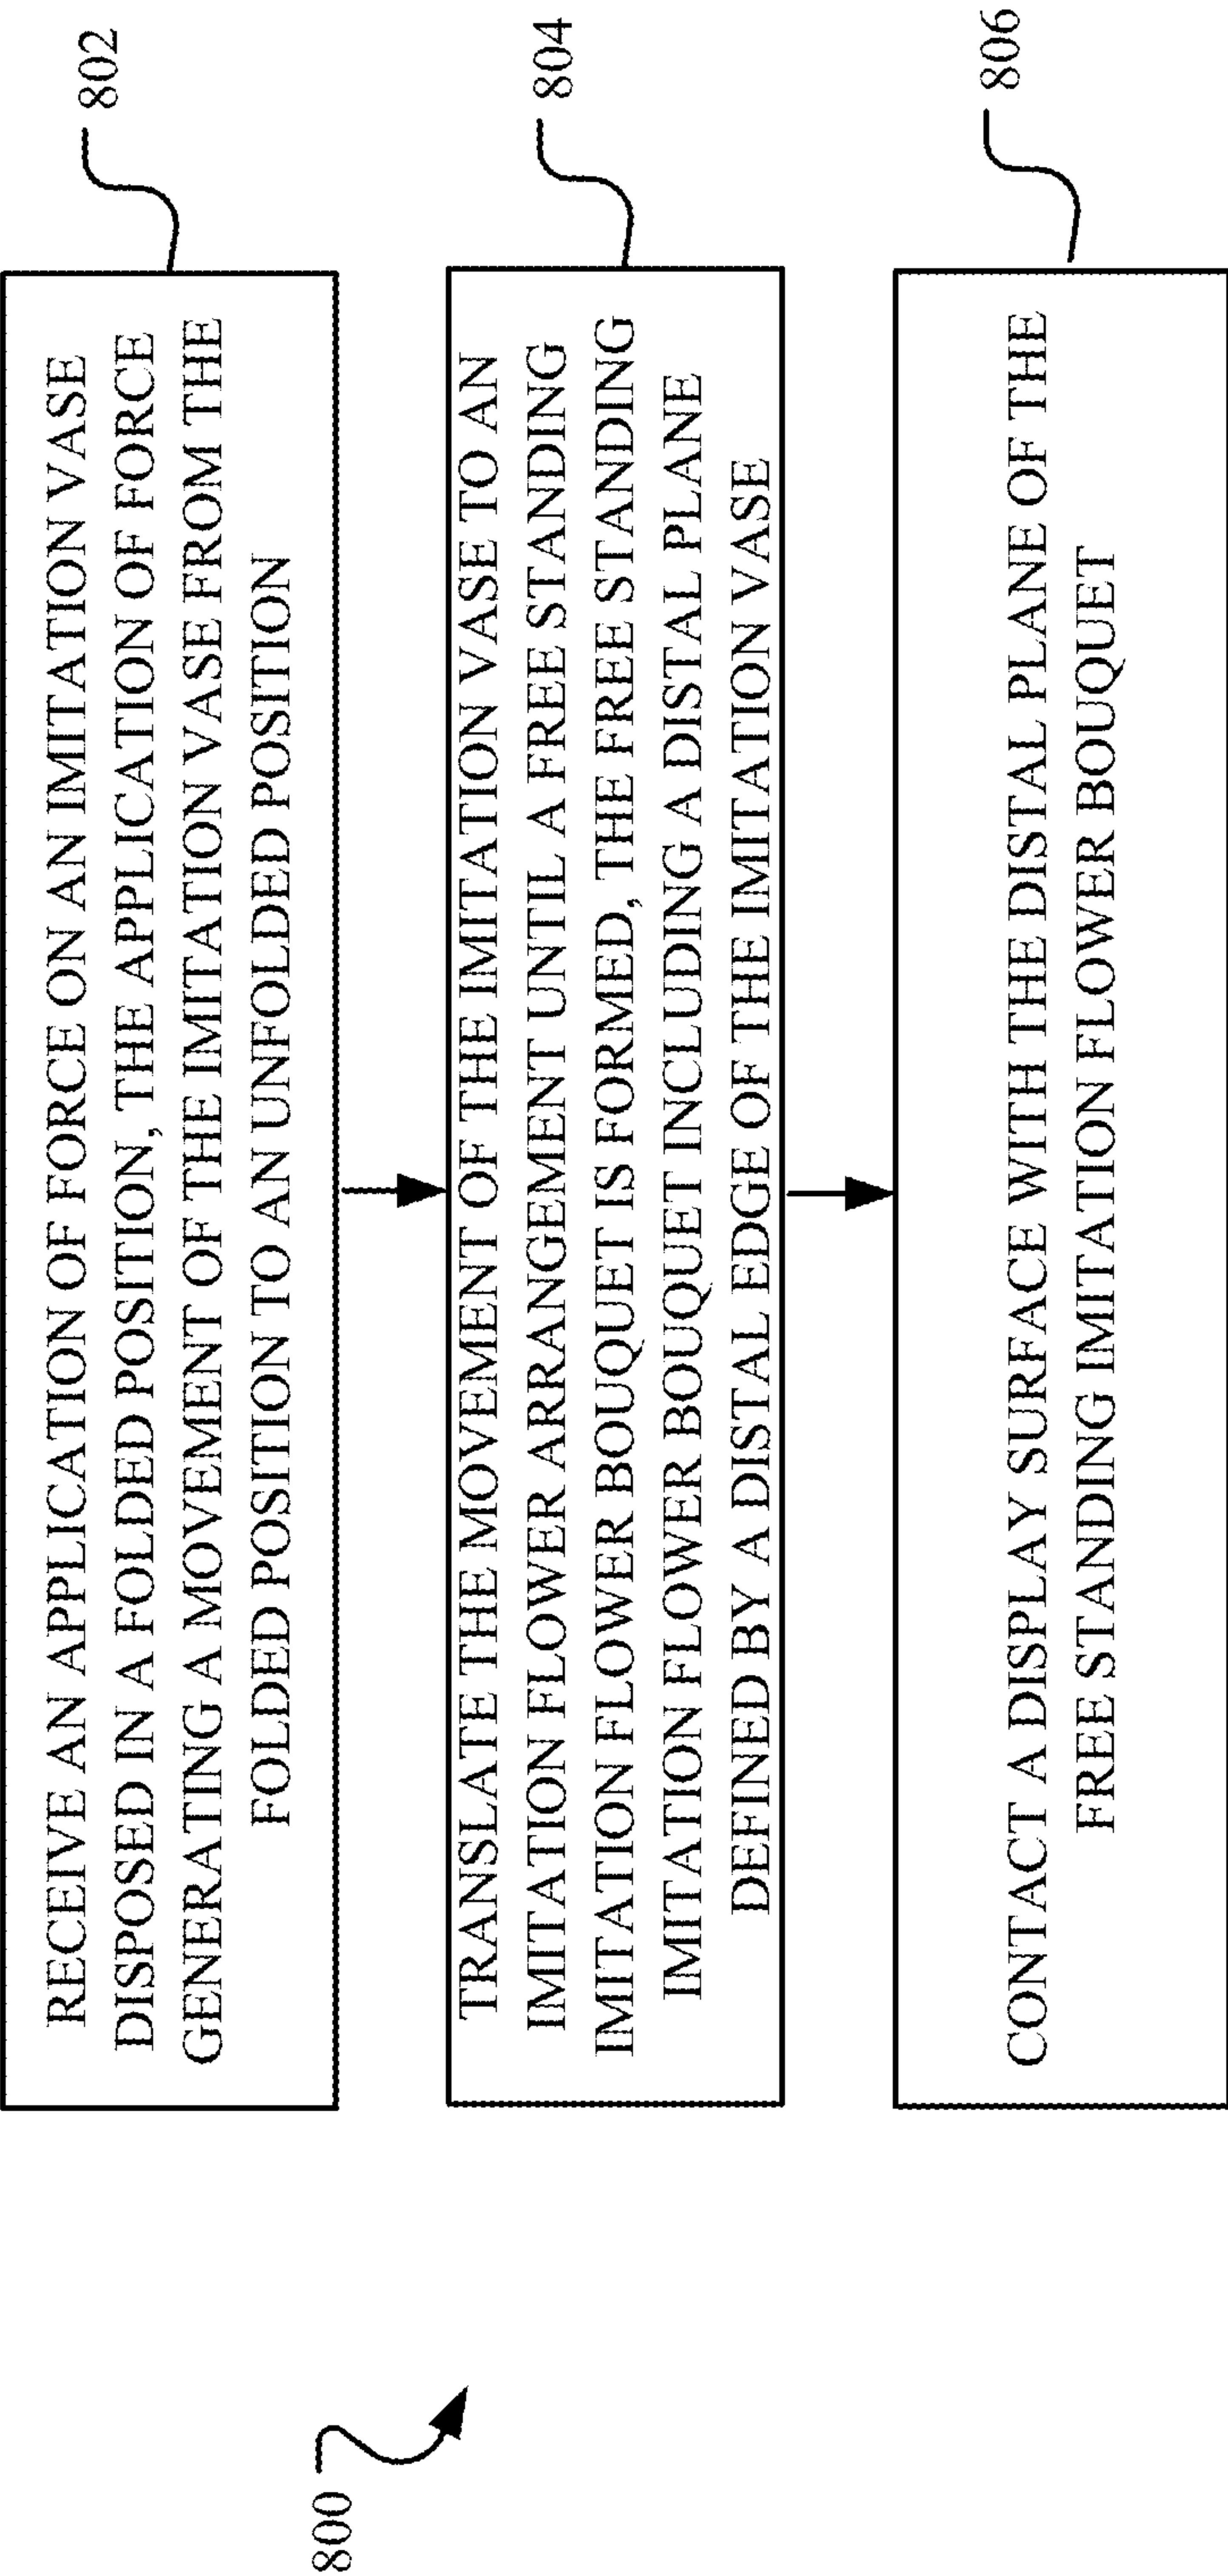 800
RECEIVE AN APPLICATION OF FORCE ON AN IMITATION VASE
DISPOSED IN A FOLDED POSITION, THE APPLICATION OF FORCE
GENERATING A MOVEMENT OF THE IMITATION VASE FROM THE
FOLDED POSITION TO AN UNFOLDED POSITION
802
TRANSLATE THE MOVEMENT OF THE IMITATION VASE TO AN
IMITATION FLOWER ARRANGEMENT UNTIL A FREE STANDING
IMITATION FLOWER BOUQUET IS FORMED, THE FREE STANDING
IMITATION FLOWER BOUQUET INCLUDING A DISTAL PLANE
DEFINED BY A DISTAL EDGE OF THE IMITATION VASE
804
CONTACT A DISPLAY SURFACE WITH THE DISTAL PLANE OF THE
FREE STANDING IMITATION FLOWER BOUQUET
806